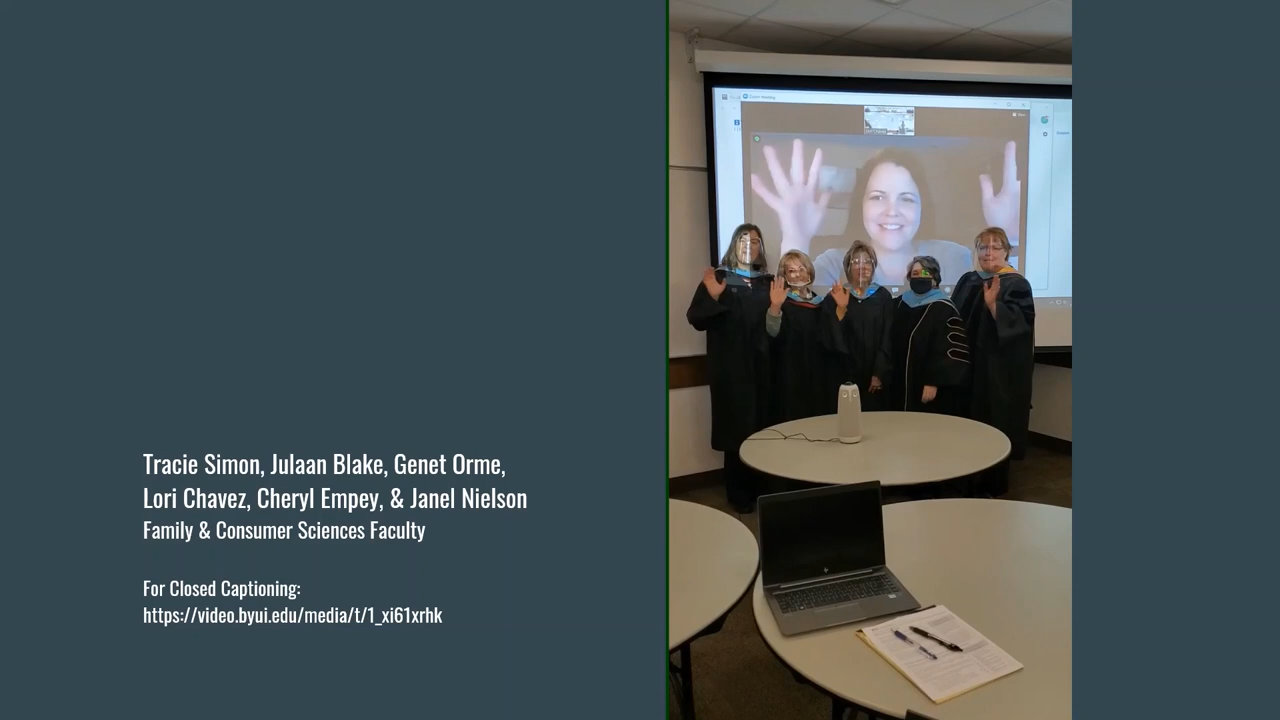 Tracie Simon, Julaan Blake, Genet Orme,
Lori Chavez, Cheryl Empey, & Janel Nielson
Family & Consumer Sciences Faculty
For Closed Captioning:
https://video.byui.edu/media/t/1_xi61xrhk